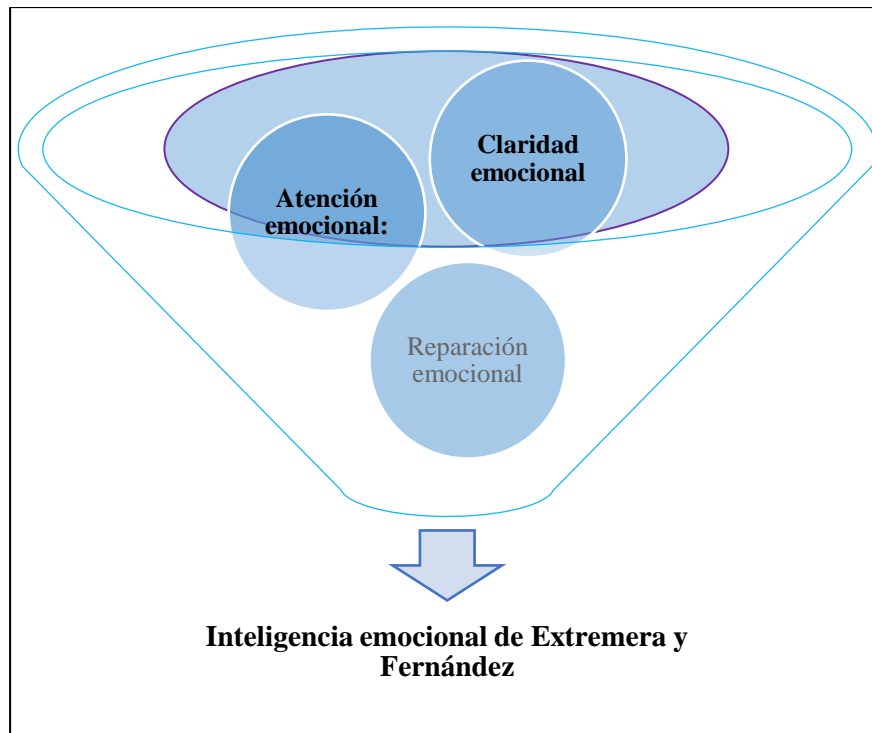 Claridad
emocional
Atención
emocional:
Reparación
emocional
Inteligencia emocional de Extremera y
Fernández